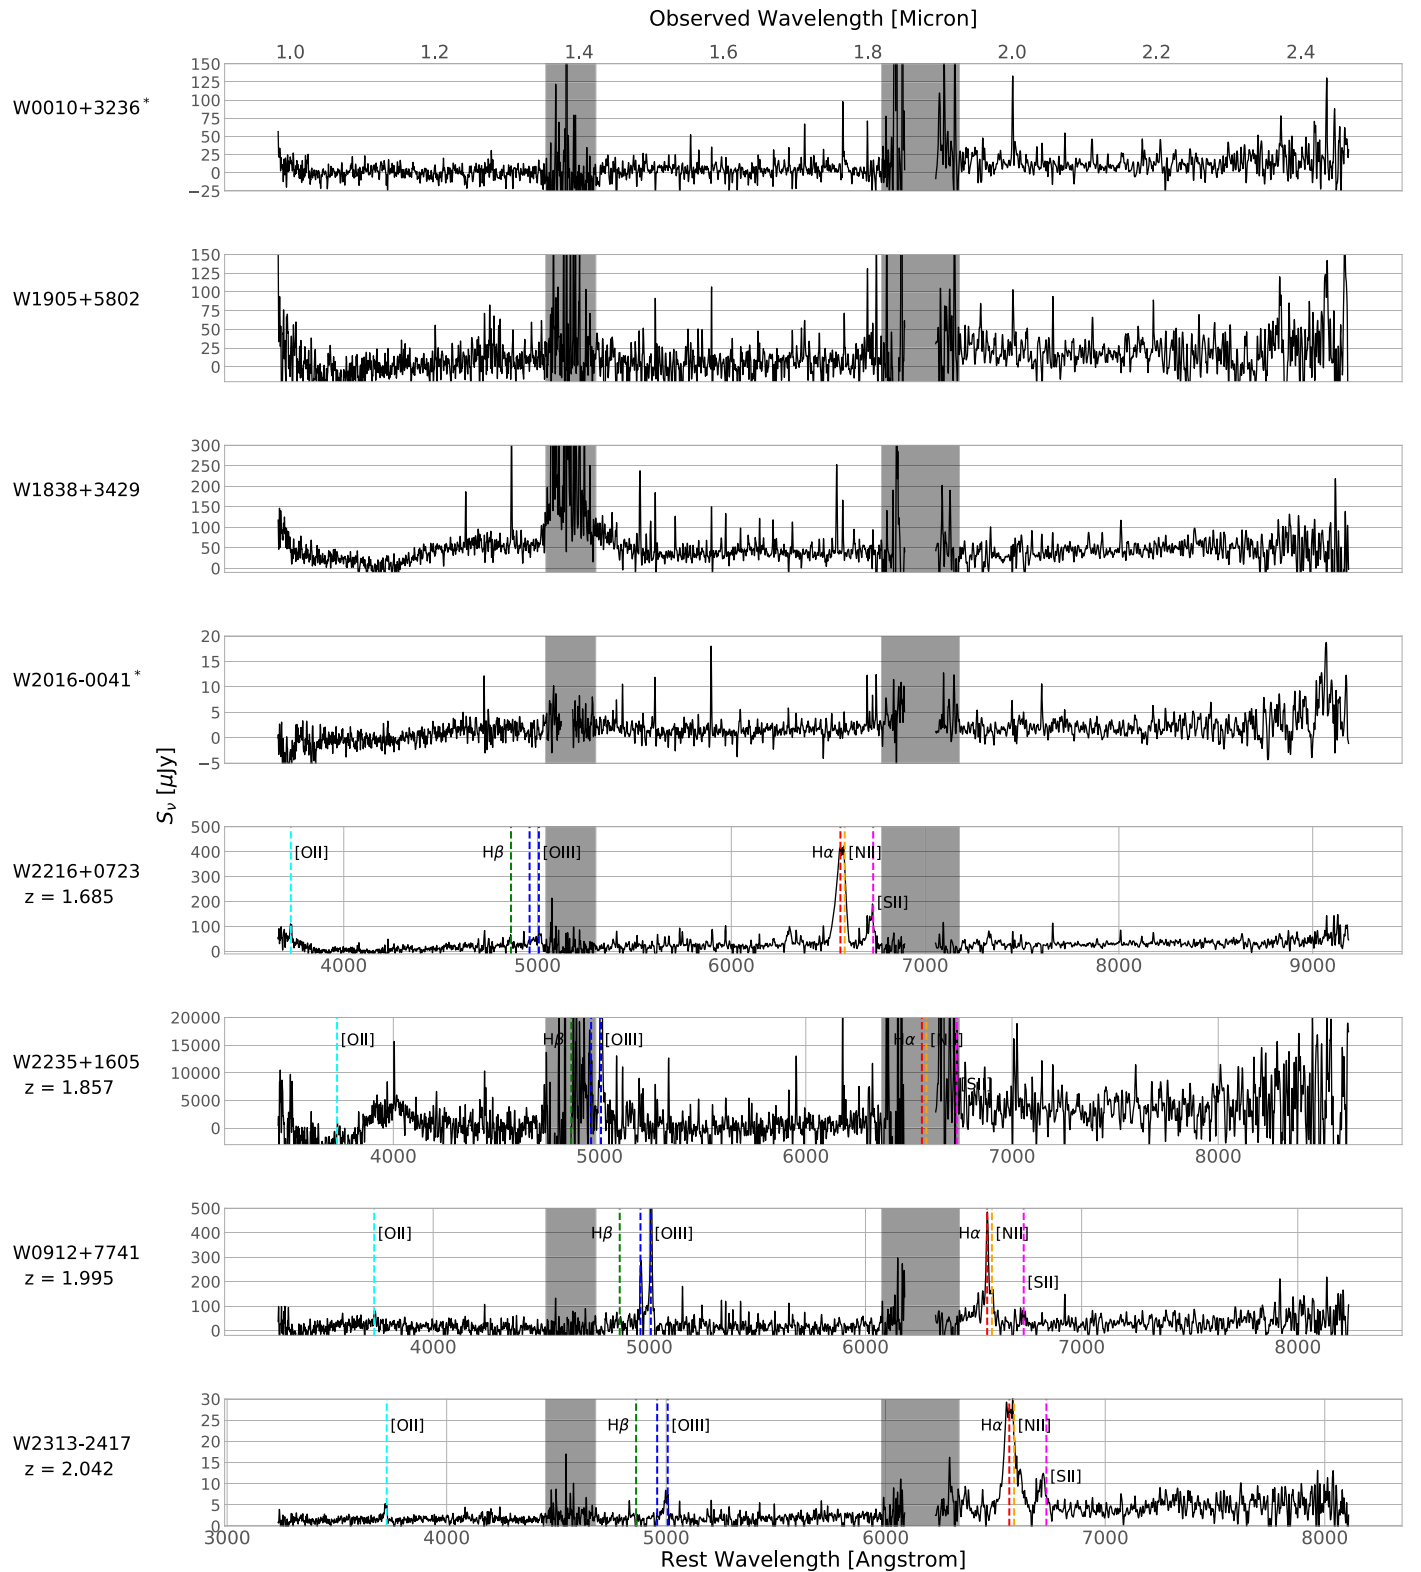 Observed Wavelength [Micron]
1.0 1.2 1.4 1.6 1.8 2.0 2.2 2.4
W0010+3236*
150
125
100
75
50
25
0
−25
W1905+5802
150
125
100
75
50
25
0
W1838+3429
300
250
200
150
100
50
0
W2016-0041*
20
15
10
5
0
−5
Sν [μJy]
W2216+0723
z = 1.685
500
400
300
200
100
0
[OII] Hβ [OIII] Hα [NII]
[SII]
4000 5000 6000 7000 8000 9000
W2235+1605
z = 1.857
20000
15000
10000
5000
0
[OII] Hβ [OIII] Hα [NII]
[SII]
4000 5000 6000 7000 8000
W0912+7741
z = 1.995
500
400
300
200
100
0
[OII] Hβ [OIII] Hα [NII]
[SII]
4000 5000 6000 7000 8000
W2313-2417
z = 2.042
30
25
20
15
10
5
0
[OII] Hβ [OIII] Hα [NII]
[SII]
3000 4000 5000 6000 7000 8000
Rest Wavelength [Angstrom]